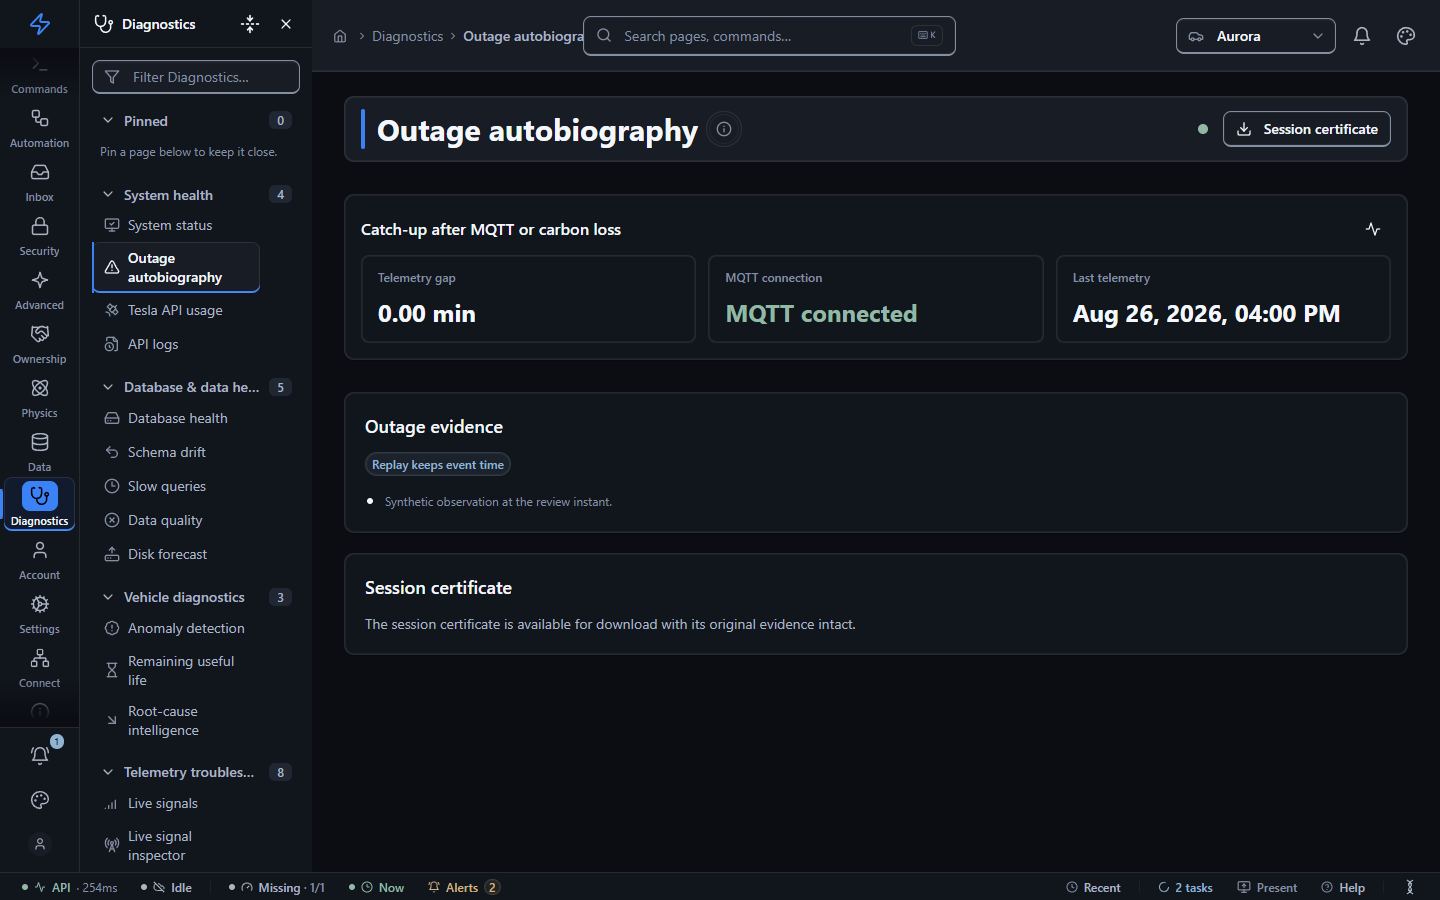 Diagnostics
Diagnostics
Outage autobiogra
Search pages, commands...
K
Aurora
Commands
Automation
Inbox
Security
Advanced
Ownership
Physics
Data
Diagnostics
Account
Settings
Connect
1
Filter Diagnostics...
Pinned
0
Pin a page below to keep it close.
System health
4
System status
Outage
autobiography
Tesla API usage
API logs
Database & data he...
5
Database health
Schema drift
Slow queries
Data quality
Disk forecast
Vehicle diagnostics
3
Anomaly detection
Remaining useful
life
Root-cause
intelligence
Telemetry troubles...
8
Live signals
Live signal
inspector
Outage autobiography
Session certificate
Catch-up after MQTT or carbon loss
Telemetry gap
0.00 min
MQTT connection
MQTT connected
Last telemetry
Aug 26, 2026, 04:00 PM
Outage evidence
Replay keeps event time
Synthetic observation at the review instant.
Session certificate
The session certificate is available for download with its original evidence intact.
API · 254ms
Idle
Missing · 1/1
Now
Alerts 2
Recent
2 tasks
Present
Help